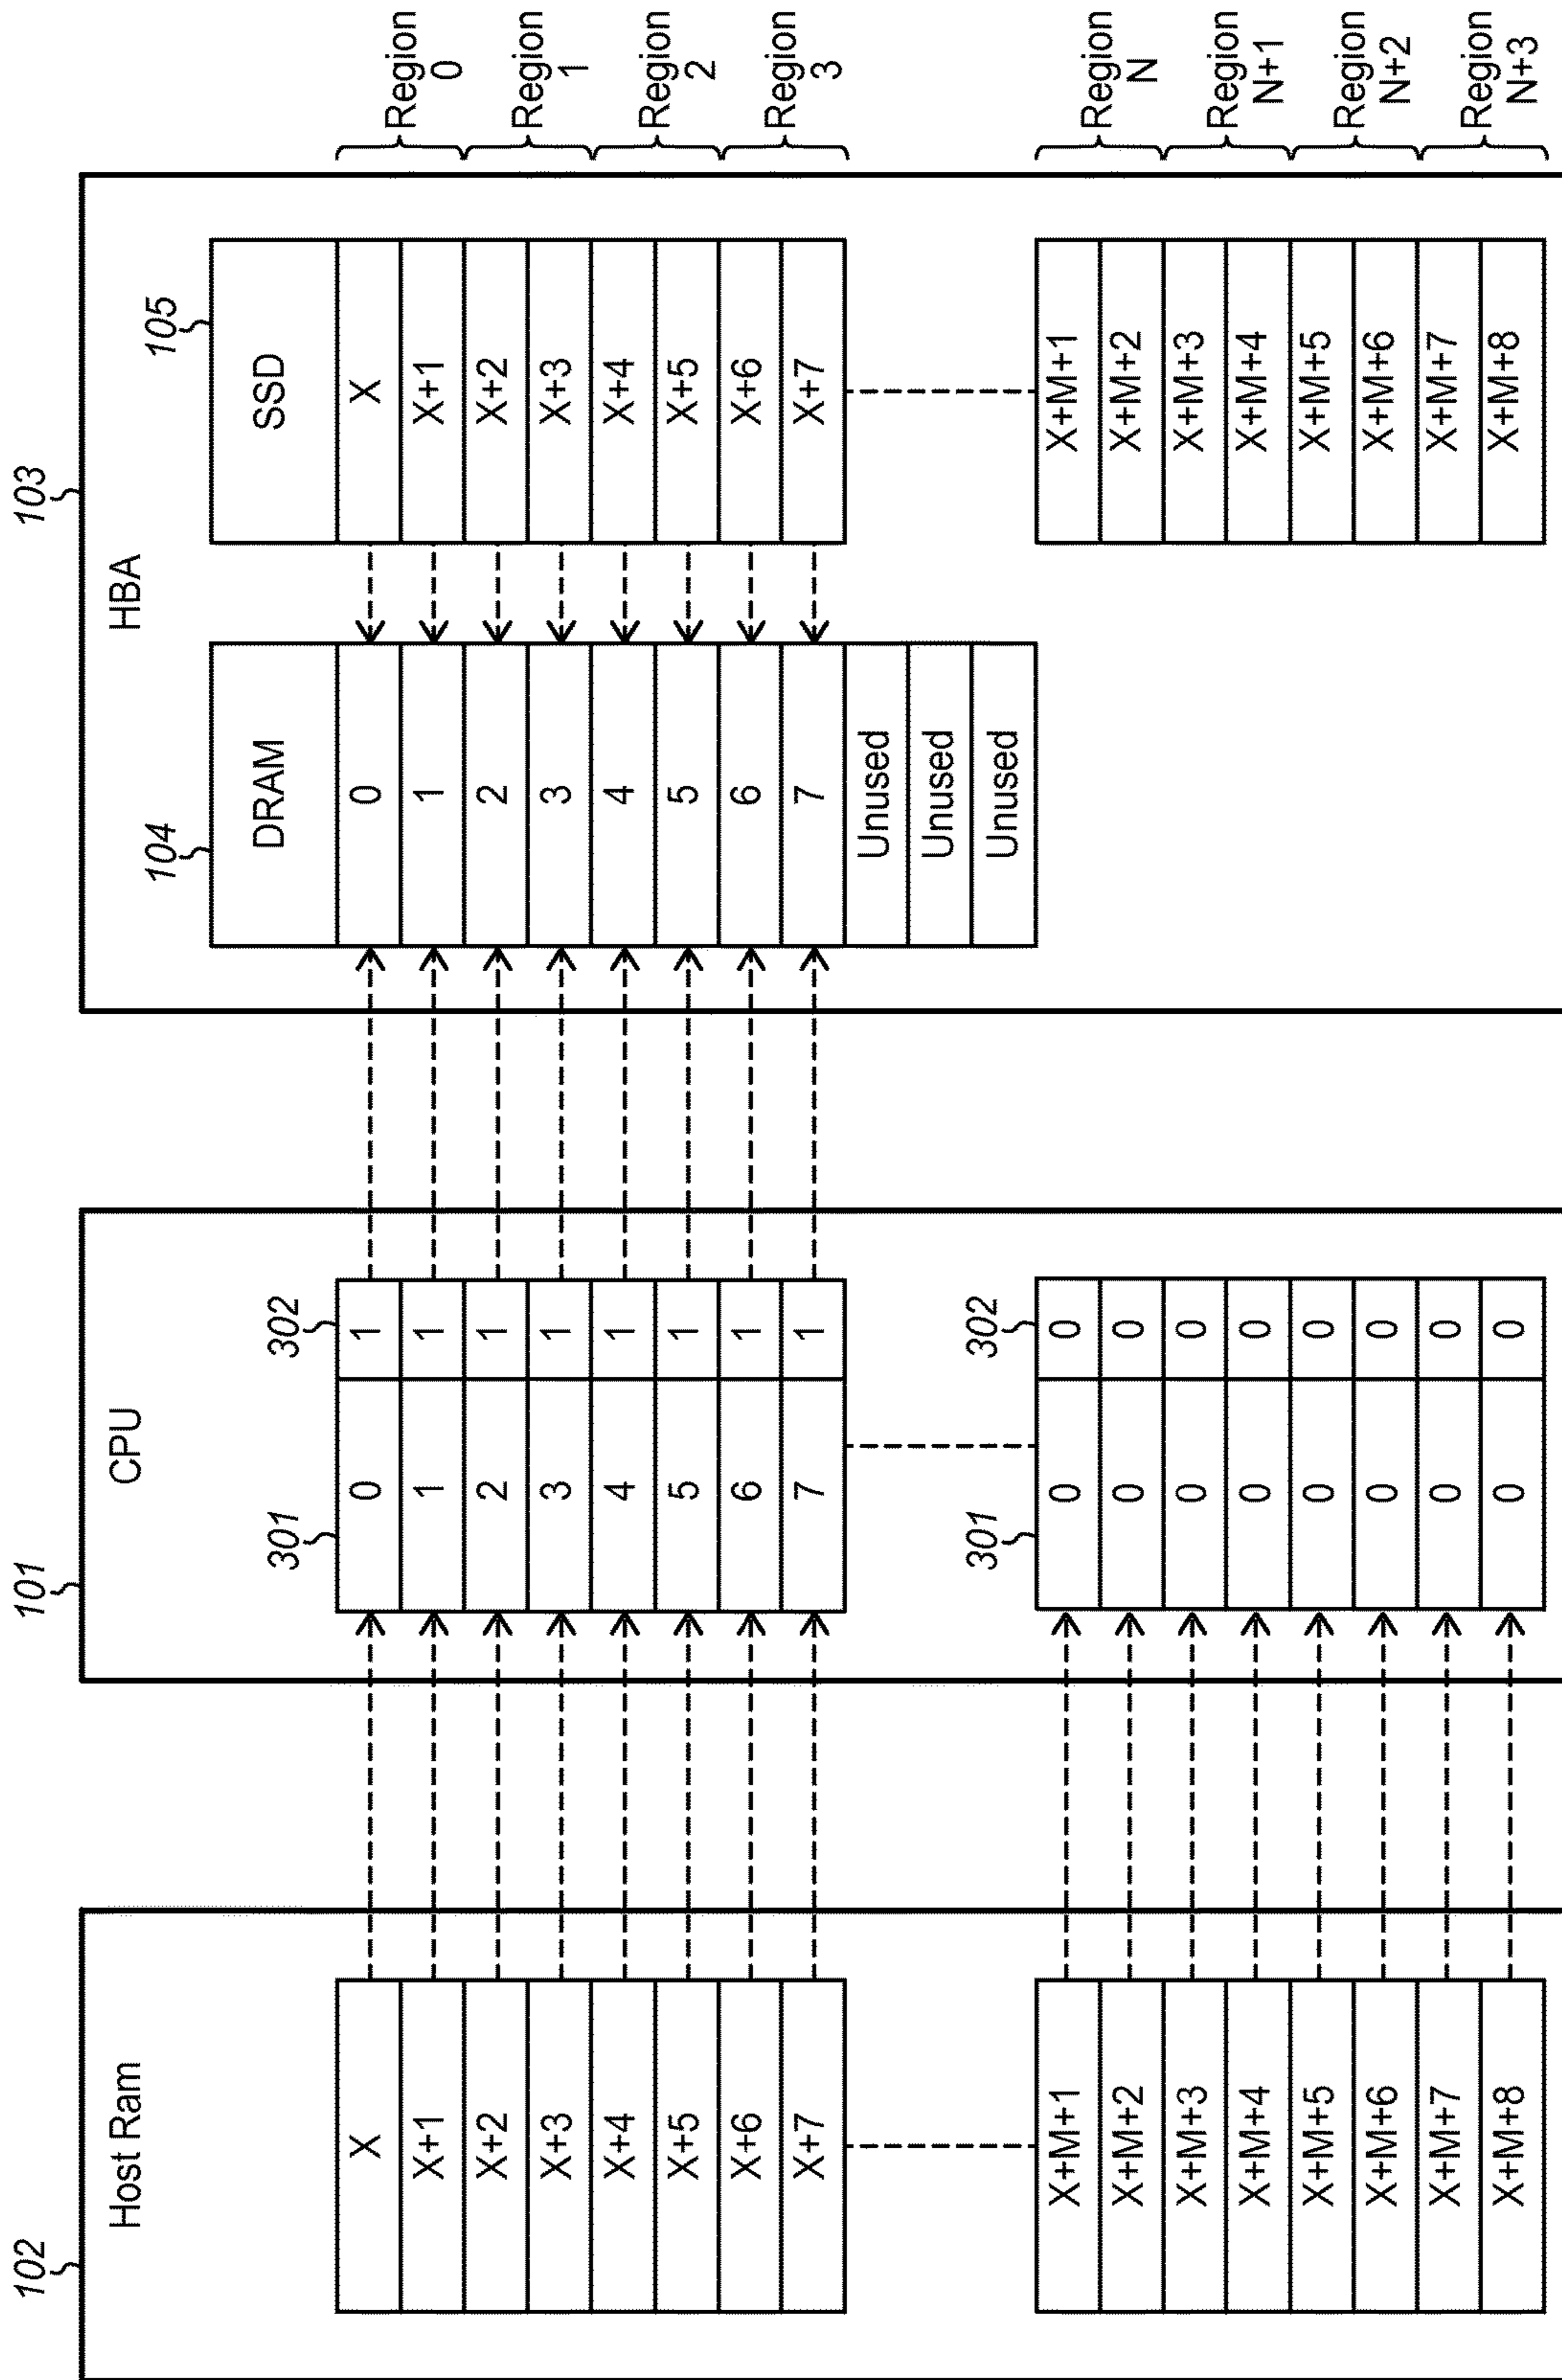 102
Host Ram
X
X+1
X+2
X+3
X+4
X+5
X+6
X+7
X+M+1
X+M+2
X+M+3
X+M+4
X+M+5
X+M+6
X+M+7
X+M+8
101
CPU
301
302
0 1
1 1
2 1
3 1
4 1
5 1
6 1
7 1
301
302
0 0
0 0
0 0
0 0
0 0
0 0
0 0
0 0
103
HBA
104
DRAM
0
1
2
3
4
5
6
7
Unused
Unused
Unused
105
SSD
X
X+1
X+2
X+3
X+4
X+5
X+6
X+7
X+M+1
X+M+2
X+M+3
X+M+4
X+M+5
X+M+6
X+M+7
X+M+8
Region
0
Region
1
Region
2
Region
3
Region
N
Region
N+1
Region
N+2
Region
N+3